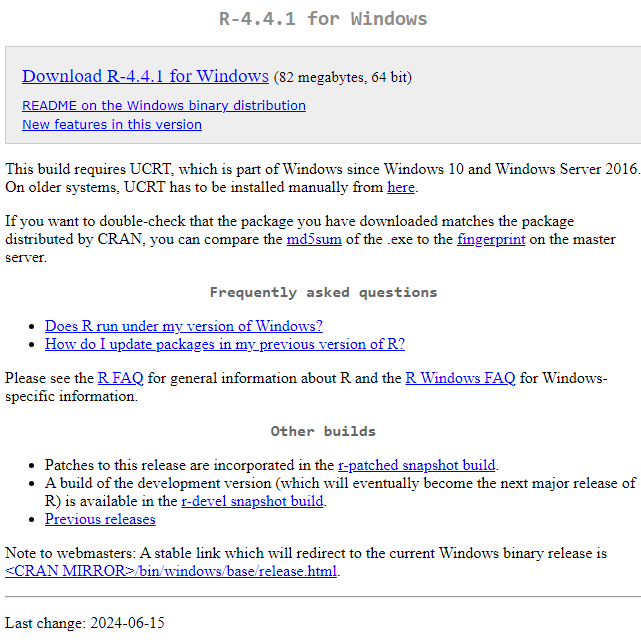 R-4.4.1 for Windows
Download R-4.4.1 for Windows (82 megabytes, 64 bit)
README on the Windows binary distribution
New features in this version
This build requires UCRT, which is part of Windows since Windows 10 and Windows Server 2016.
On older systems, UCRT has to be installed manually from here.
If you want to double-check that the package you have downloaded matches the package
distributed by CRAN, you can compare the md5sum of the .exe to the fingerprint on the master
server.
Frequently asked questions
• Does R run under my version of Windows?
• How do I update packages in my previous version of R?
Please see the R FAQ for general information about R and the R Windows FAQ for Windows-
specific information.
Other builds
• Patches to this release are incorporated in the r-patched snapshot build.
• A build of the development version (which will eventually become the next major release of
R) is available in the r-devel snapshot build.
• Previous releases
Note to webmasters: A stable link which will redirect to the current Windows binary release is
<CRAN MIRROR>/bin/windows/base/release.html.
Last change: 2024-06-15